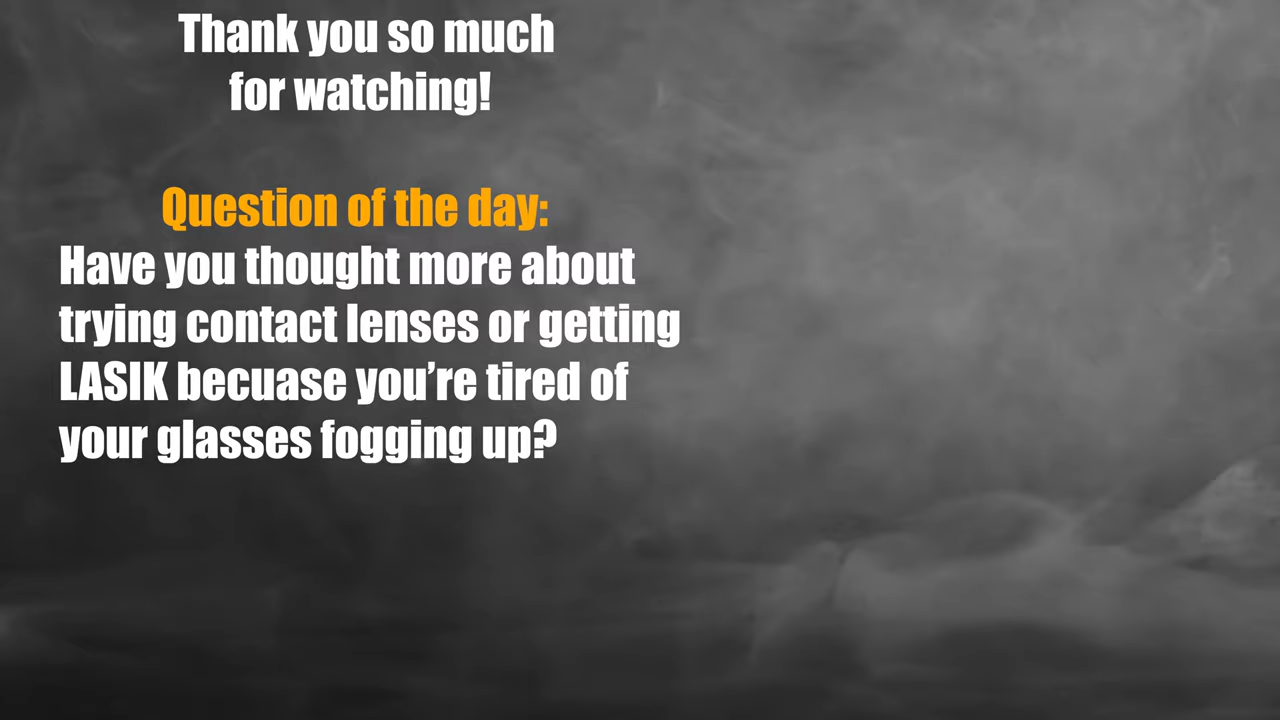 Thank you so much
for watching!
Question of the day:
Have you thought more about
trying contact lenses or getting
LASIK becuase you’re tired of
your glasses fogging up?